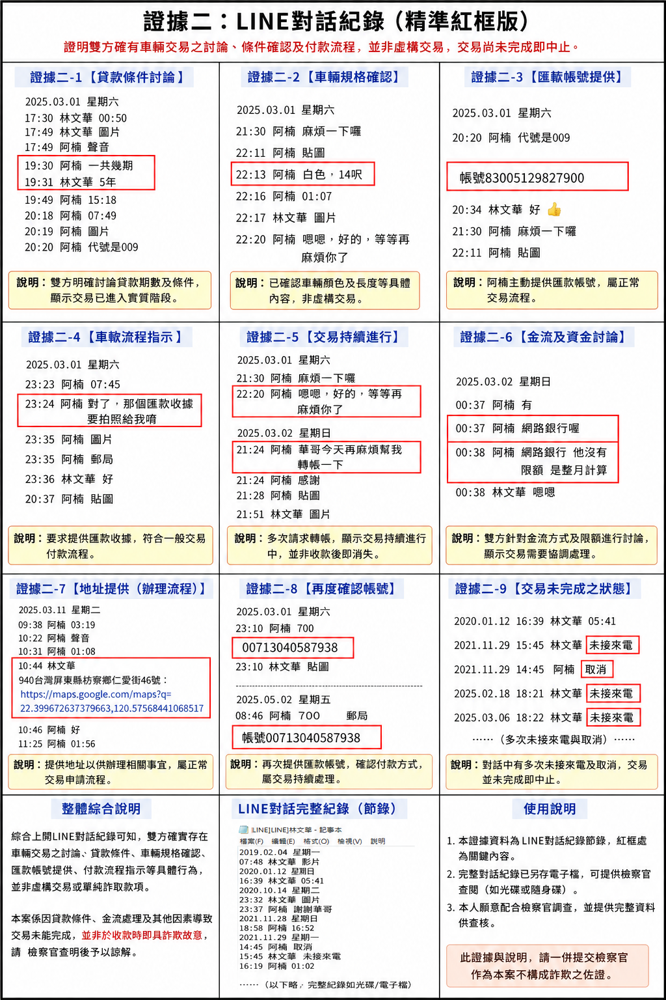 證據二：LINE對話紀錄（精準紅框版）
證明雙方確有車輛交易之討論、條件確認及付款流程，並非虛構交易，交易尚未完成即中止。
證據二-1【貸款條件討論】
2025.03.01 星期六
17:30 林文華 00:50
17:49 林文華 圖片
17:49 阿楠 聲音
19:30 阿楠 一共幾期
19:31 林文華 5年
19:49 阿楠 15:18
20:18 阿楠 07:49
20:19 阿楠 圖片
20:20 阿楠 代號是009
說明：雙方明確討論貸款期數及條件，
顯示交易已進入實質階段。
證據二-2【車輛規格確認】
2025.03.01 星期六
21:30 阿楠 麻煩一下囉
22:11 阿楠 貼圖
22:13 阿楠 白色，14呎
22:16 阿楠 01:07
22:17 林文華 圖片
22:20 阿楠 嗯嗯，好的，等等再
麻煩你了
說明：已確認車輛顏色及長度等具體
內容，非虛構交易。
證據二-3【匯款帳號提供】
2025.03.01 星期六
20:20 阿楠 代號是009
帳號83005129827900
20:34 林文華 好 👍
21:30 阿楠 麻煩一下囉
22:11 阿楠 貼圖
說明：阿楠主動提供匯款帳號，屬正常
交易流程。
證據二-4【車款流程指示】
2025.03.01 星期六
23:23 阿楠 07:45
23:24 阿楠 對了，那個匯款收據
要拍照給我唷
23:35 阿楠 圖片
23:35 阿楠 郵局
23:36 林文華 好
20:37 阿楠 貼圖
說明：要求提供匯款收據，符合一般交易
付款流程。
證據二-5【交易持續進行】
2025.03.01 星期六
21:30 阿楠 麻煩一下囉
22:20 阿楠 嗯嗯，好的，等等再
麻煩你了
2025.03.02 星期日
21:24 阿楠 華哥今天再麻煩幫我
轉帳一下
21:24 阿楠 感謝
21:28 阿楠 貼圖
21:51 林文華 圖片
說明：多次請求轉帳，顯示交易持續進行
中，並非收款後即消失。
證據二-6【金流及資金討論】
2025.03.02 星期日
00:37 阿楠 有
00:37 阿楠 網路銀行喔
00:38 阿楠 網路銀行 他沒有
限額 是整月計算
00:38 林文華 嗯嗯
說明：雙方針對金流方式及限額進行討論，
顯示交易需要協調處理。
證據二-7【地址提供（辦理流程）】
2025.03.11 星期二
09:38 阿楠 03:19
10:22 阿楠 聲音
10:31 阿楠 01:08
10:44 林文華
940台灣屏東縣枋寮鄉仁愛街46號：
https://maps.google.com/maps?q=
22.399672637379663,120.57568441068517
10:46 阿楠 好
11:25 阿楠 01:56
說明：提供地址以供辦理相關事宜，屬正常
交易申請流程。
證據二-8【再度確認帳號】
2025.03.01 星期六
23:10 阿楠 700
00713040587938
23:10 林文華 貼圖
2025.05.02 星期五
08:46 阿楠 700 郵局
帳號00713040587938
說明：再次提供匯款帳號，確認付款方式，
屬交易持續處理。
證據二-9【交易未完成之狀態】
2020.01.12 16:39 林文華 05:41
2021.11.29 15:45 林文華 未接來電
2021.11.29 14:45 阿楠 取消
2025.02.18 18:21 林文華 未接來電
2025.03.06 18:22 林文華 未接來電
……（多次未接來電與取消）……
說明：對話中有多次未接來電及取消，交易
並未完成即中止。
整體綜合說明
綜合上開LINE對話紀錄可知，雙方確實存在
車輛交易之討論、貸款條件、車輛規格確認、
匯款帳號提供、付款流程指示等具體行為，
並非虛構交易或單純詐取款項。
本案係因貸款條件、金流處理及其他因素導致
交易未能完成，並非於收款時即具詐欺故意，
請 檢察官查明後予以諒解。
LINE對話完整紀錄（節錄）
[LINE]LINE]林文華 - 記事本
檔案(F) 編輯(E) 格式(O) 檢視(V) 說明
2019.02.04 星期一
07:48 林文華 影片
2020.01.12 星期日
16:39 林文華 05:41
2020.10.14 星期二
23:32 林文華 圖片
23:37 阿楠 謝謝華哥
2021.11.28 星期日
18:58 阿楠 16:52
2021.11.29 星期一
14:45 阿楠 取消
15:45 林文華 未接來電
16:19 阿楠 01:02
……（以下略，完整紀錄如光碟/電子檔）
使用說明
1. 本證據資料為 LINE對話紀錄節錄，紅框處
為關鍵內容。
2. 完整對話紀錄已另存電子檔，可提供檢察官
查閱（如光碟或隨身碟）。
3. 本人願意配合檢察官調查，並提供完整資料
供查核。
此證據與說明，請一併提交檢察官
作為本案不構成詐欺之佐證。